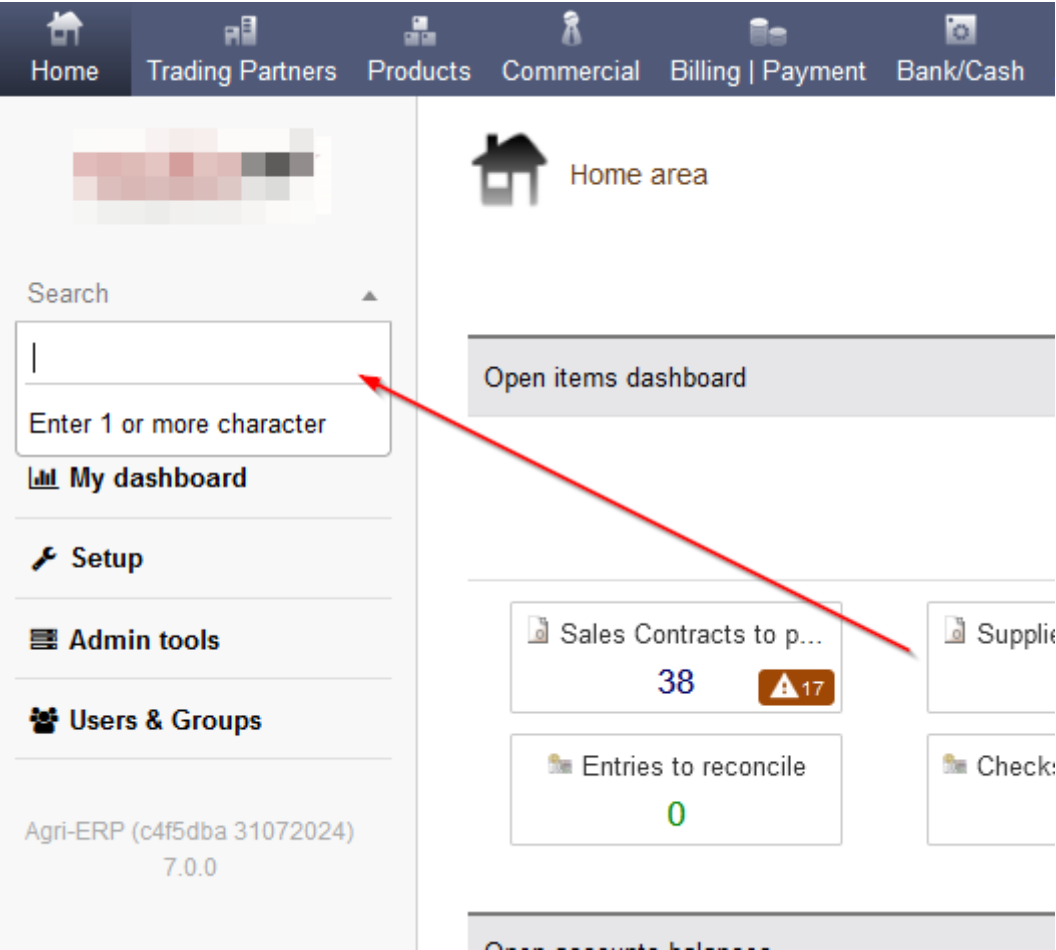 Home Trading Partners Products Commercial Billing | Payment Bank/Cash
Home area
Search
Enter 1 or more character
My dashboard
Setup
Admin tools
Users & Groups
Agri-ERP (c4f5dba 31072024)
7.0.0
Open items dashboard
Sales Contracts to p...
38
17
Entries to reconcile
0